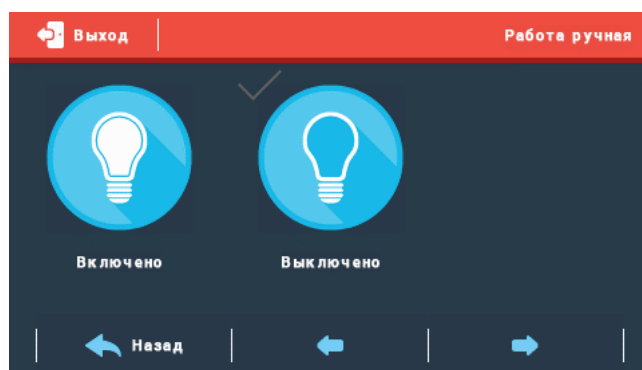 Выход
Работа ручная
Включено
Выключено
Назад